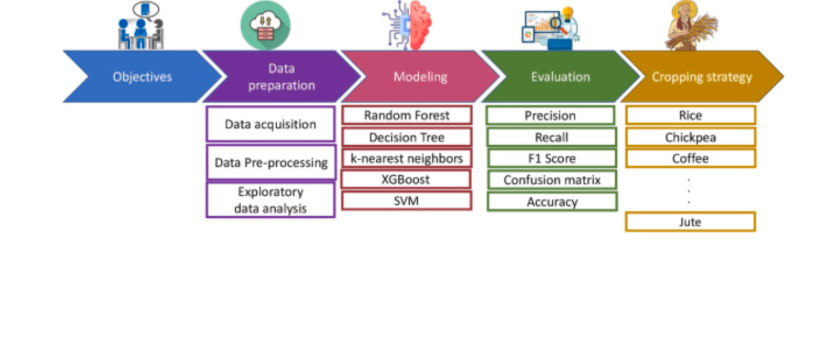 Objectives
Data
preparation
Modeling
Evaluation
Cropping strategy
Data acquisition
Data Pre-processing
Exploratory
data analysis
Random Forest
Decision Tree
k-nearest neighbors
XGBoost
SVM
Precision
Recall
F1 Score
Confusion matrix
Accuracy
Rice
Chickpea
Coffee
.
.
.
Jute